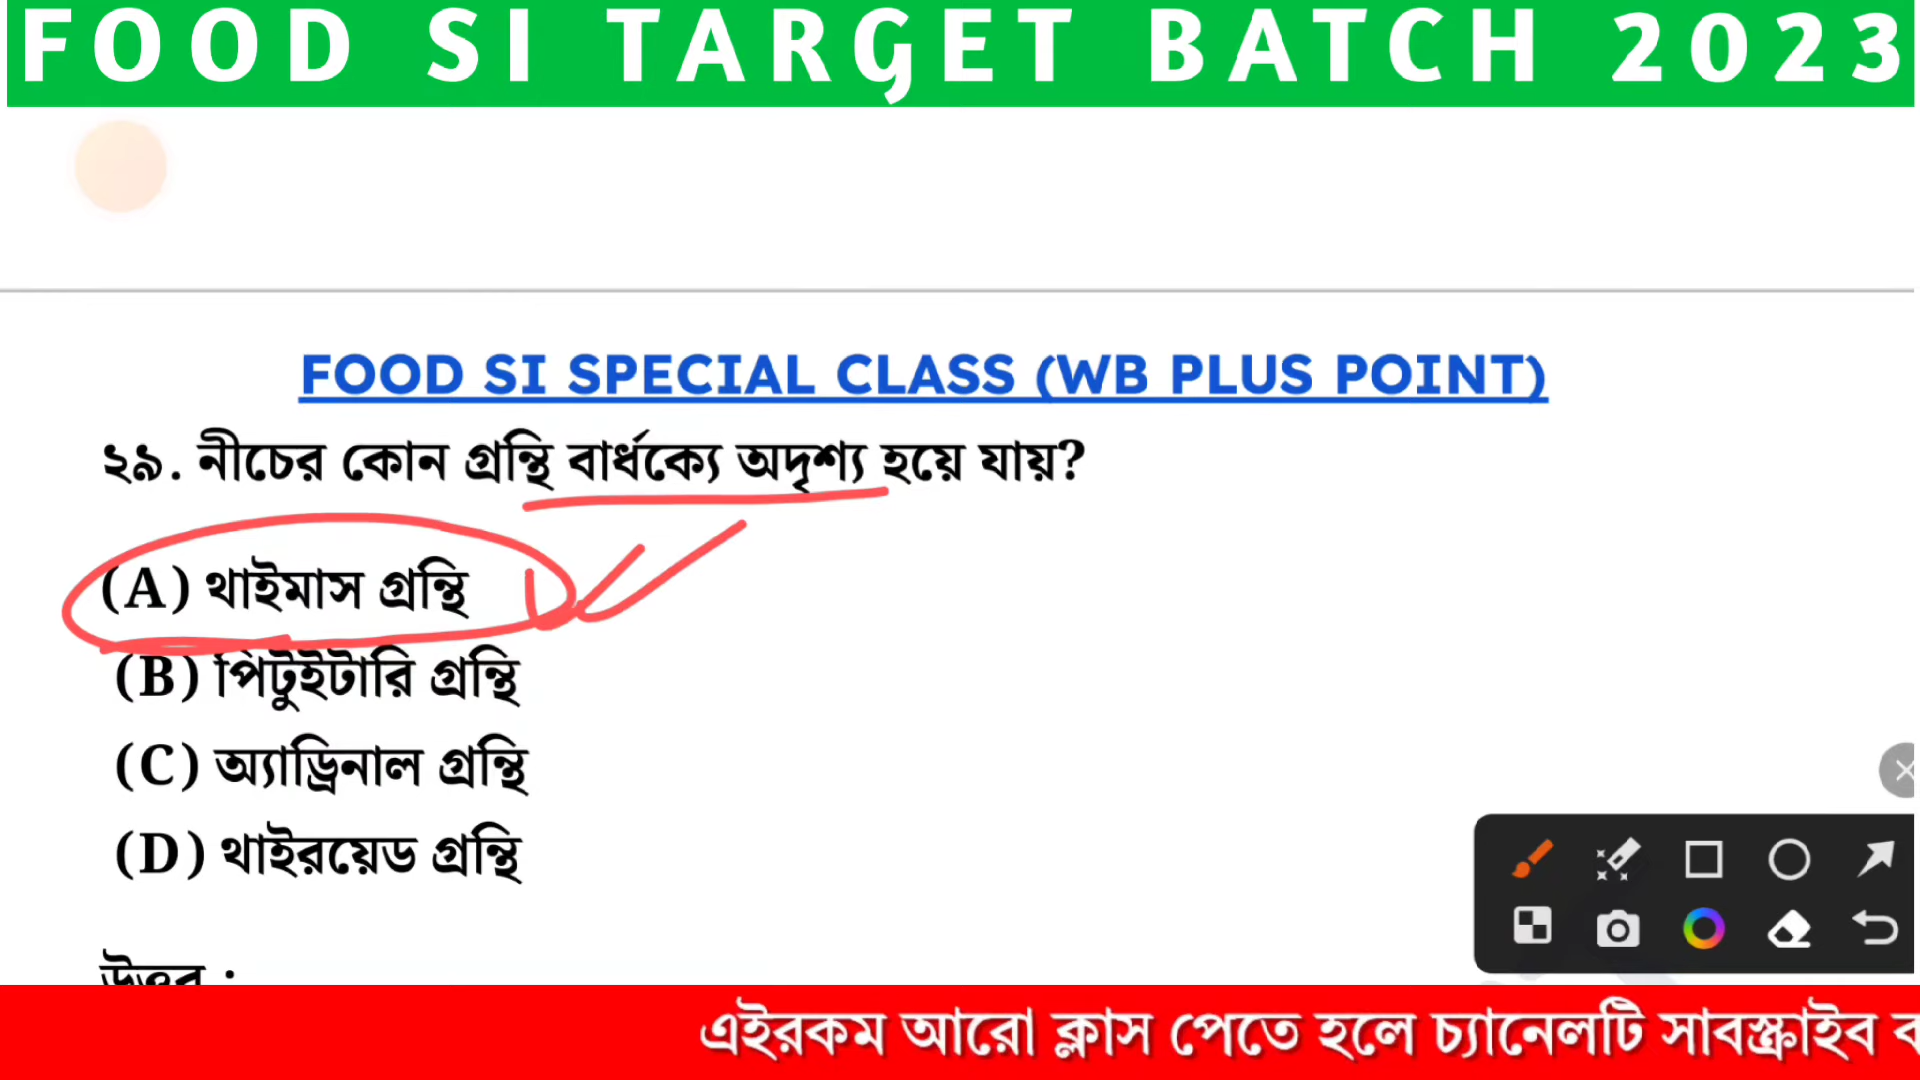 FOOD SI TARGET BATCH 2023
FOOD SI SPECIAL CLASS (WB PLUS POINT)
২৯. নীচের কোন গ্রন্থি বার্ধক্যে অদৃশ্য হয়ে যায়?
(A) থাইমাস গ্রন্থি
(B) পিটুইটারি গ্রন্থি
(C) অ্যাড্রিনাল গ্রন্থি
(D) থাইরয়েড গ্রন্থি
উত্তর :
এইরকম আরো ক্লাস পেতে হলে চ্যানেলটি সাবস্ক্রাইব